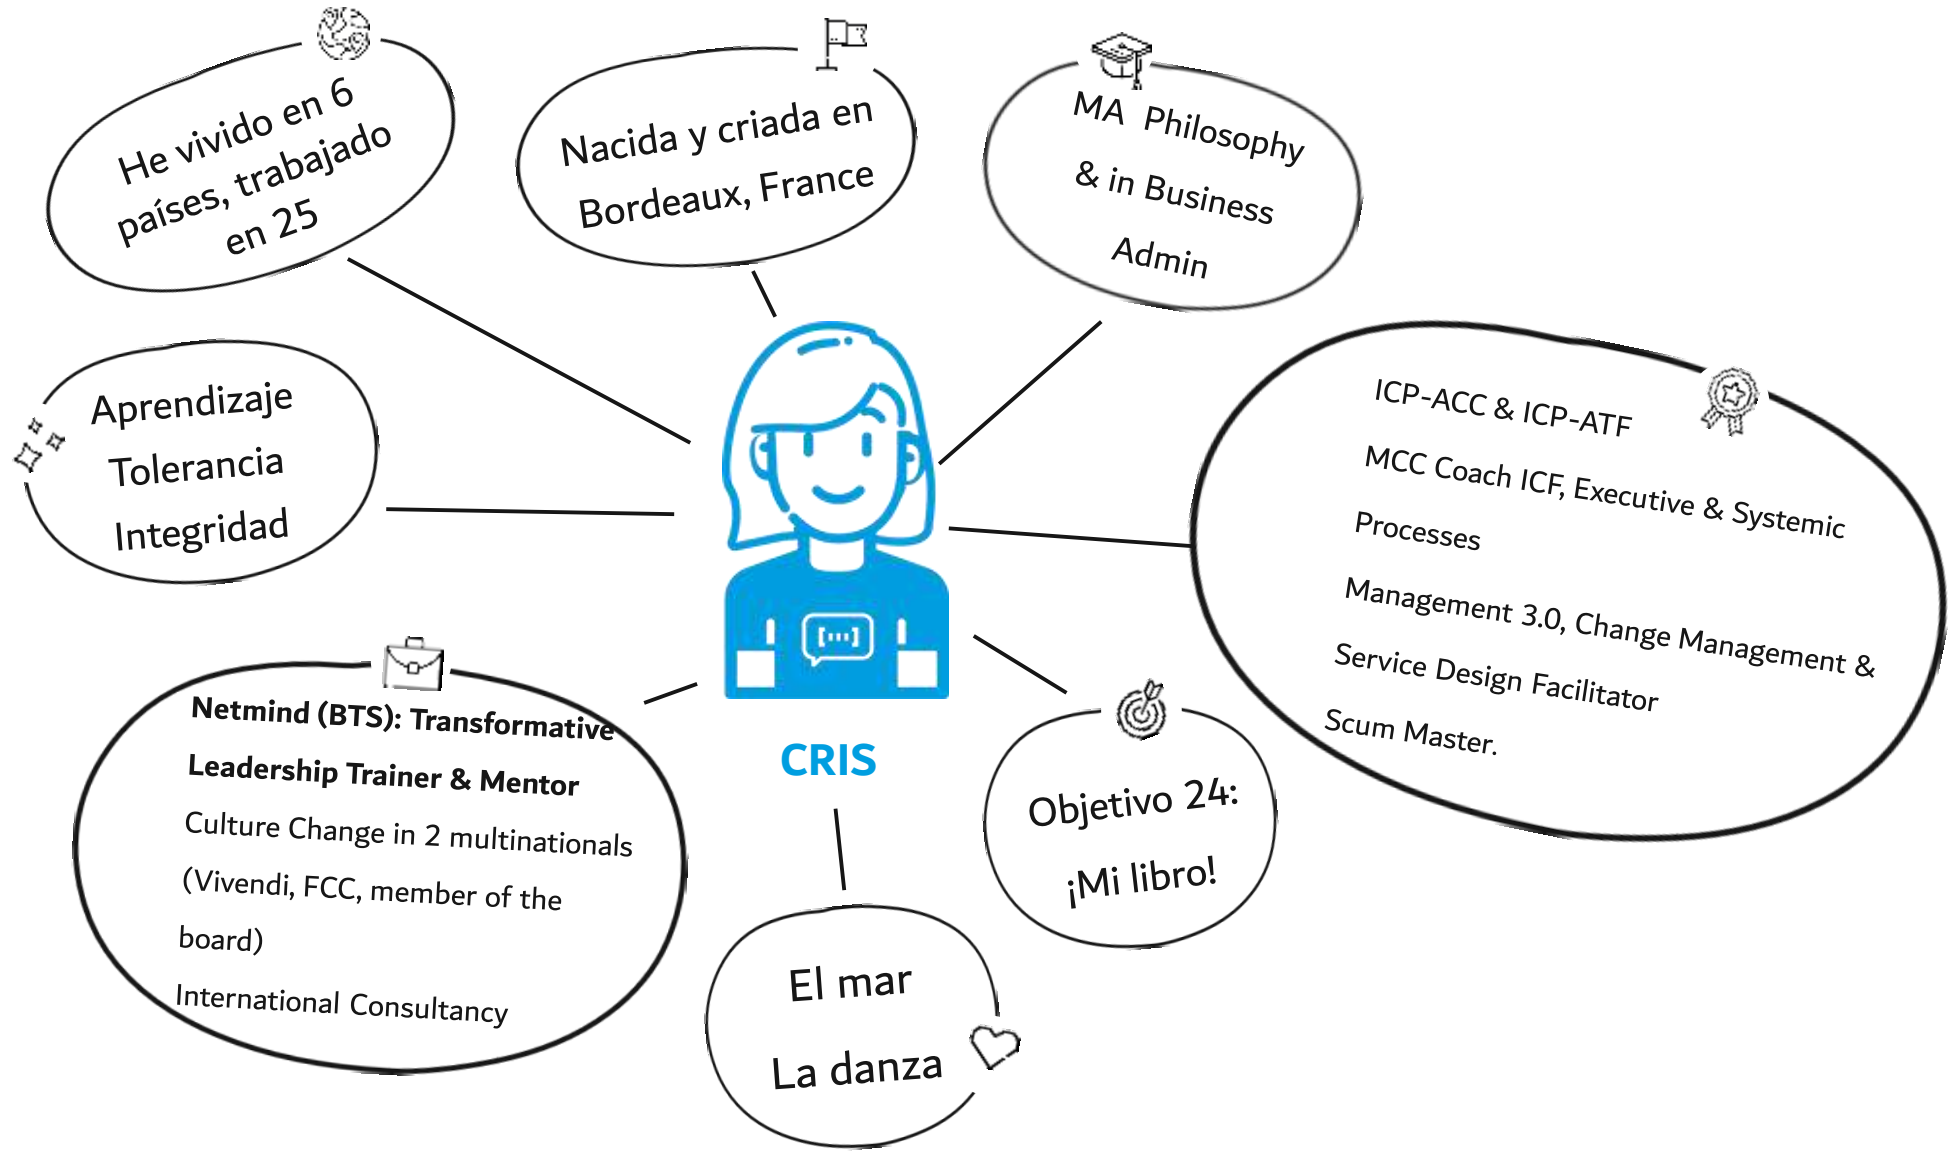 He vivido en 6
países, trabajado
en 25
Nacida y criada en
Bordeaux, France
MA Philosophy
& in Business
Admin
Aprendizaje
Tolerancia
Integridad
ICP-ACC & ICP-ATF
MCC Coach ICF, Executive & Systemic
Processes
Management 3.0, Change Management &
Service Design Facilitator
Scum Master.
Netmind (BTS): Transformative
Leadership Trainer & Mentor
Culture Change in 2 multinationals
(Vivendi, FCC, member of the
board)
International Consultancy
CRIS
Objetivo 24:
¡Mi libro!
El mar
La danza